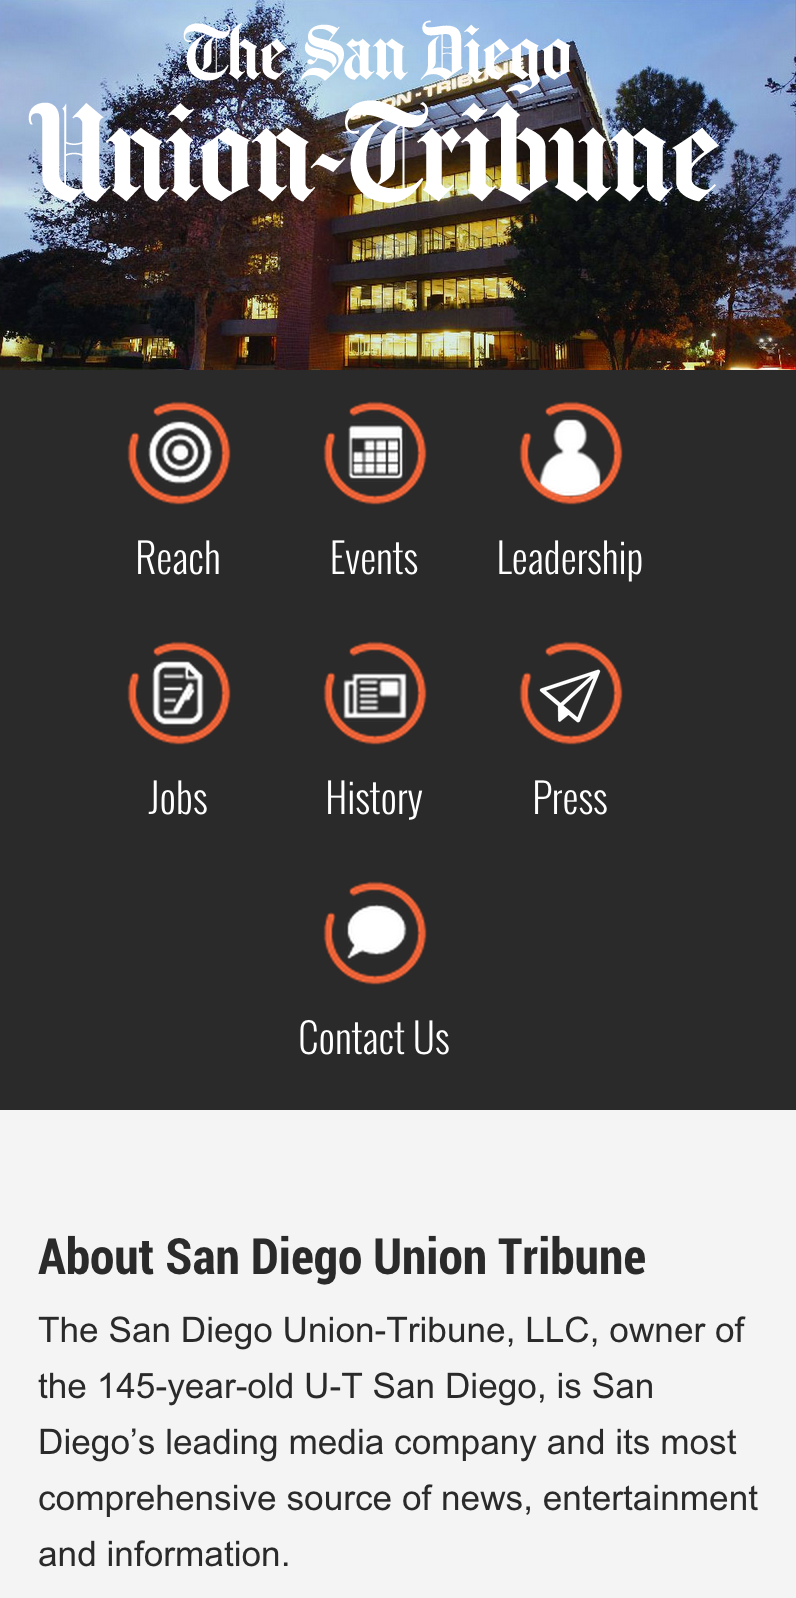 The San Diego
Union-Tribune
UNION-TRIBUNE
Reach
Events
Leadership
Jobs
History
Press
Contact Us
About San Diego Union Tribune
The San Diego Union-Tribune, LLC, owner of
the 145-year-old U-T San Diego, is San
Diego’s leading media company and its most
comprehensive source of news, entertainment
and information.